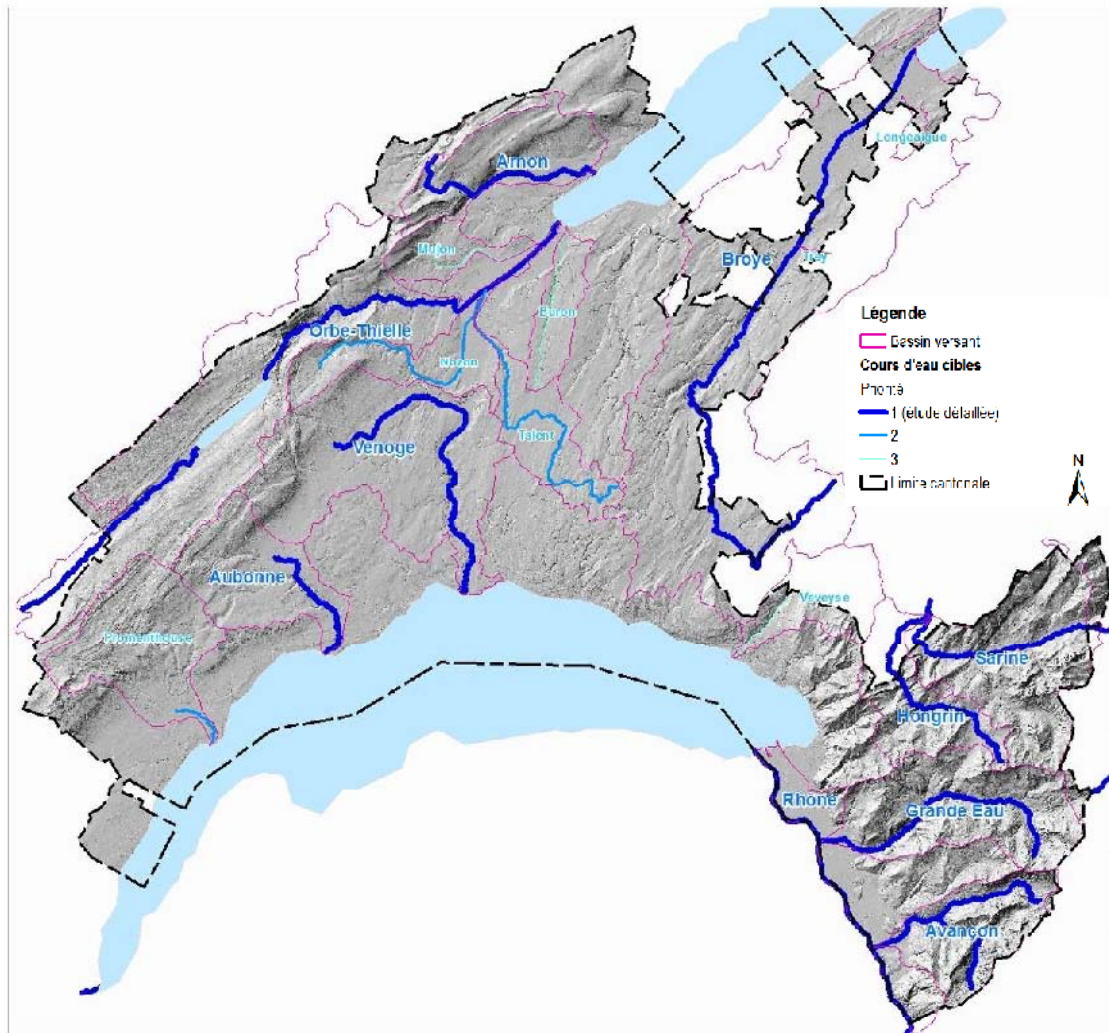 Longeaigue
Arnon
Mujon
Broye
Trey
Buron
Légende
Bassin versant
Orbe-Thielle
Nozon
Cours d'eau cibles
Priorité
1 (étude détaillée)
Talent
2
Venoge
3
Limite cantonale
N
Aubonne
Veveyse
Promenthouse
Sarine
Hongrin
Rhône
Grande Eau
Avançon